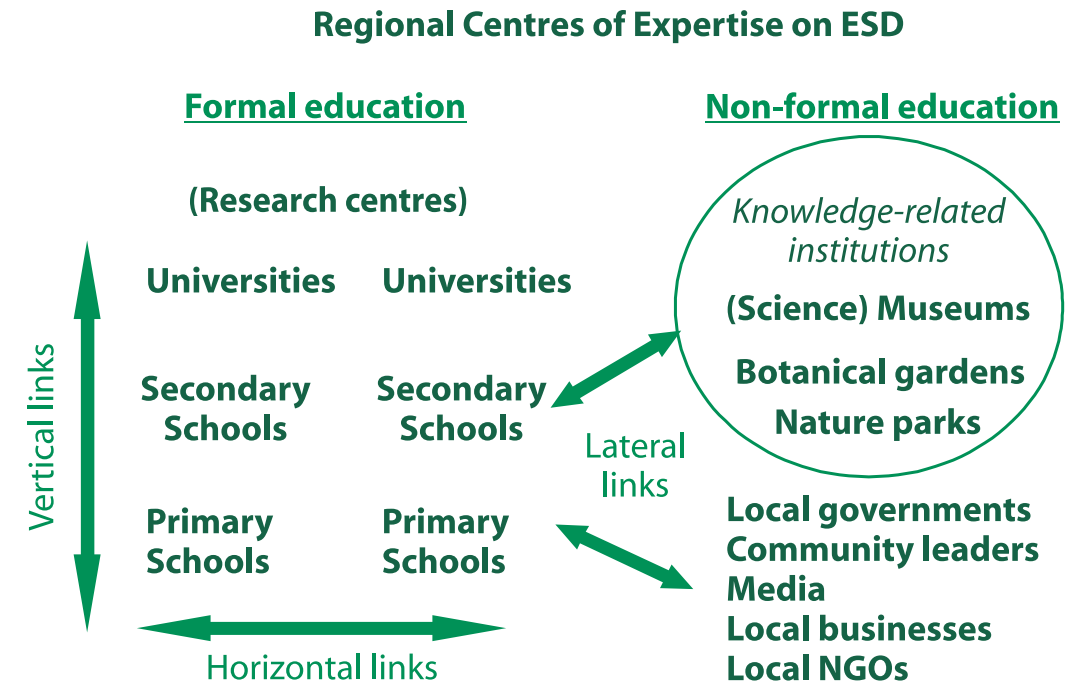 Regional Centres of Expertise on ESD
Formal education
Non-formal education
(Research centres)
Universities
Universities
Secondary
Schools
Secondary
Schools
Primary
Schools
Primary
Schools
Vertical links
Horizontal links
Lateral
links
Knowledge-related
institutions
(Science) Museums
Botanical gardens
Nature parks
Local governments
Community leaders
Media
Local businesses
Local NGOs